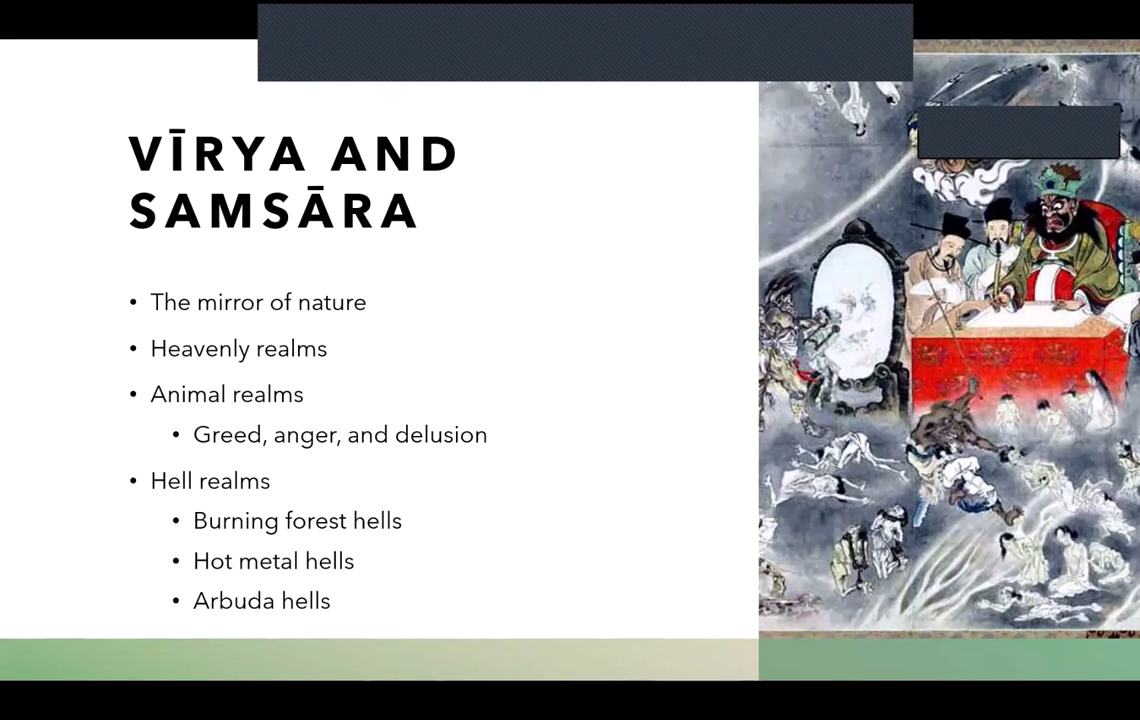 VĪRYA AND
SAMSĀRA
• The mirror of nature
• Heavenly realms
• Animal realms
• Greed, anger, and delusion
• Hell realms
• Burning forest hells
• Hot metal hells
• Arbuda hells